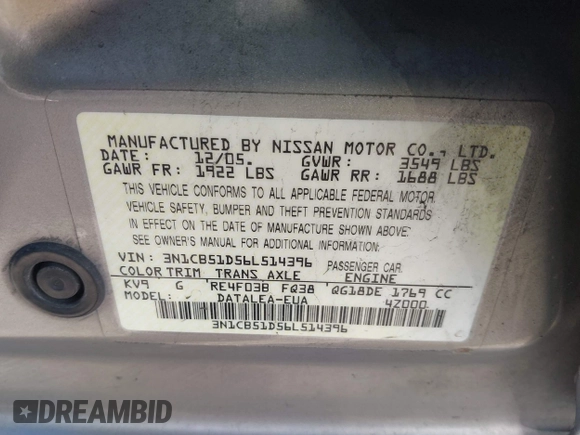 MANUFACTURED BY NISSAN MOTOR CO., LTD.
DATE: 12/05. GVWR: 3549 LBS
GAWR FR: 1922 LBS GAWR RR: 1688 LBS
THIS VEHICLE CONFORMS TO ALL APPLICABLE FEDERAL MOTOR
VEHICLE SAFETY, BUMPER AND THEFT PREVENTION STANDARDS
IN EFFECT ON THE DATE OF MANUFACTURE SHOWN ABOVE.
SEE OWNER'S MANUAL FOR ADDITIONAL INFORMATION.
VIN: 3N1CB51D56L514396 PASSENGER CAR
COLOR TRIM TRANS AXLE ENGINE
KV9 G RE4F03B FQ38 QG18DE 1769 CC
MODEL: DATALEA-EUA 4Z000
3N1CB51D56L514396
DREAMBID